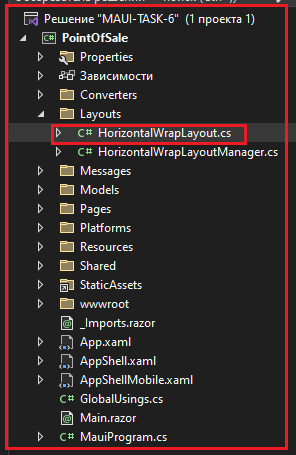 Решение "MAUI-TASK-6" (1 проекта 1)
PointOfSale
Properties
Зависимости
Converters
Layouts
C# HorizontalWrapLayout.cs
C# HorizontalWrapLayoutManager.cs
Messages
Models
Pages
Platforms
Resources
Shared
StaticAssets
wwwroot
_Imports.razor
App.xaml
AppShell.xaml
AppShellMobile.xaml
C# GlobalUsings.cs
Main.razor
C# MauiProgram.cs